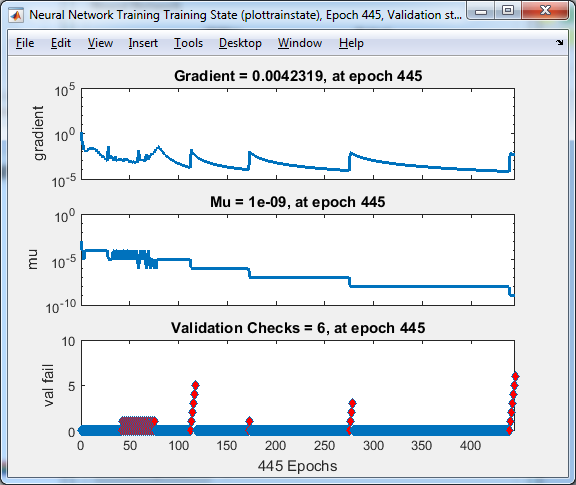 Neural Network Training Training State (plottrainstate), Epoch 445, Validation st...
File Edit View Insert Tools Desktop Window Help
Gradient = 0.0042319, at epoch 445
10^5
10^0
10^-5
gradient
Mu = 1e-09, at epoch 445
10^0
10^-5
10^-10
mu
Validation Checks = 6, at epoch 445
10
5
0
val fail
0 50 100 150 200 250 300 350 400
445 Epochs